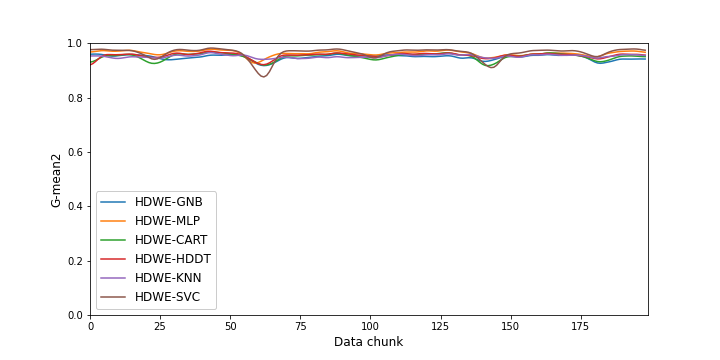 1.0
0.8
0.6
0.4
0.2
0.0
G-mean2
HDWE-GNB
HDWE-MLP
HDWE-CART
HDWE-HDDT
HDWE-KNN
HDWE-SVC
0 25 50 75 100 125 150 175
Data chunk